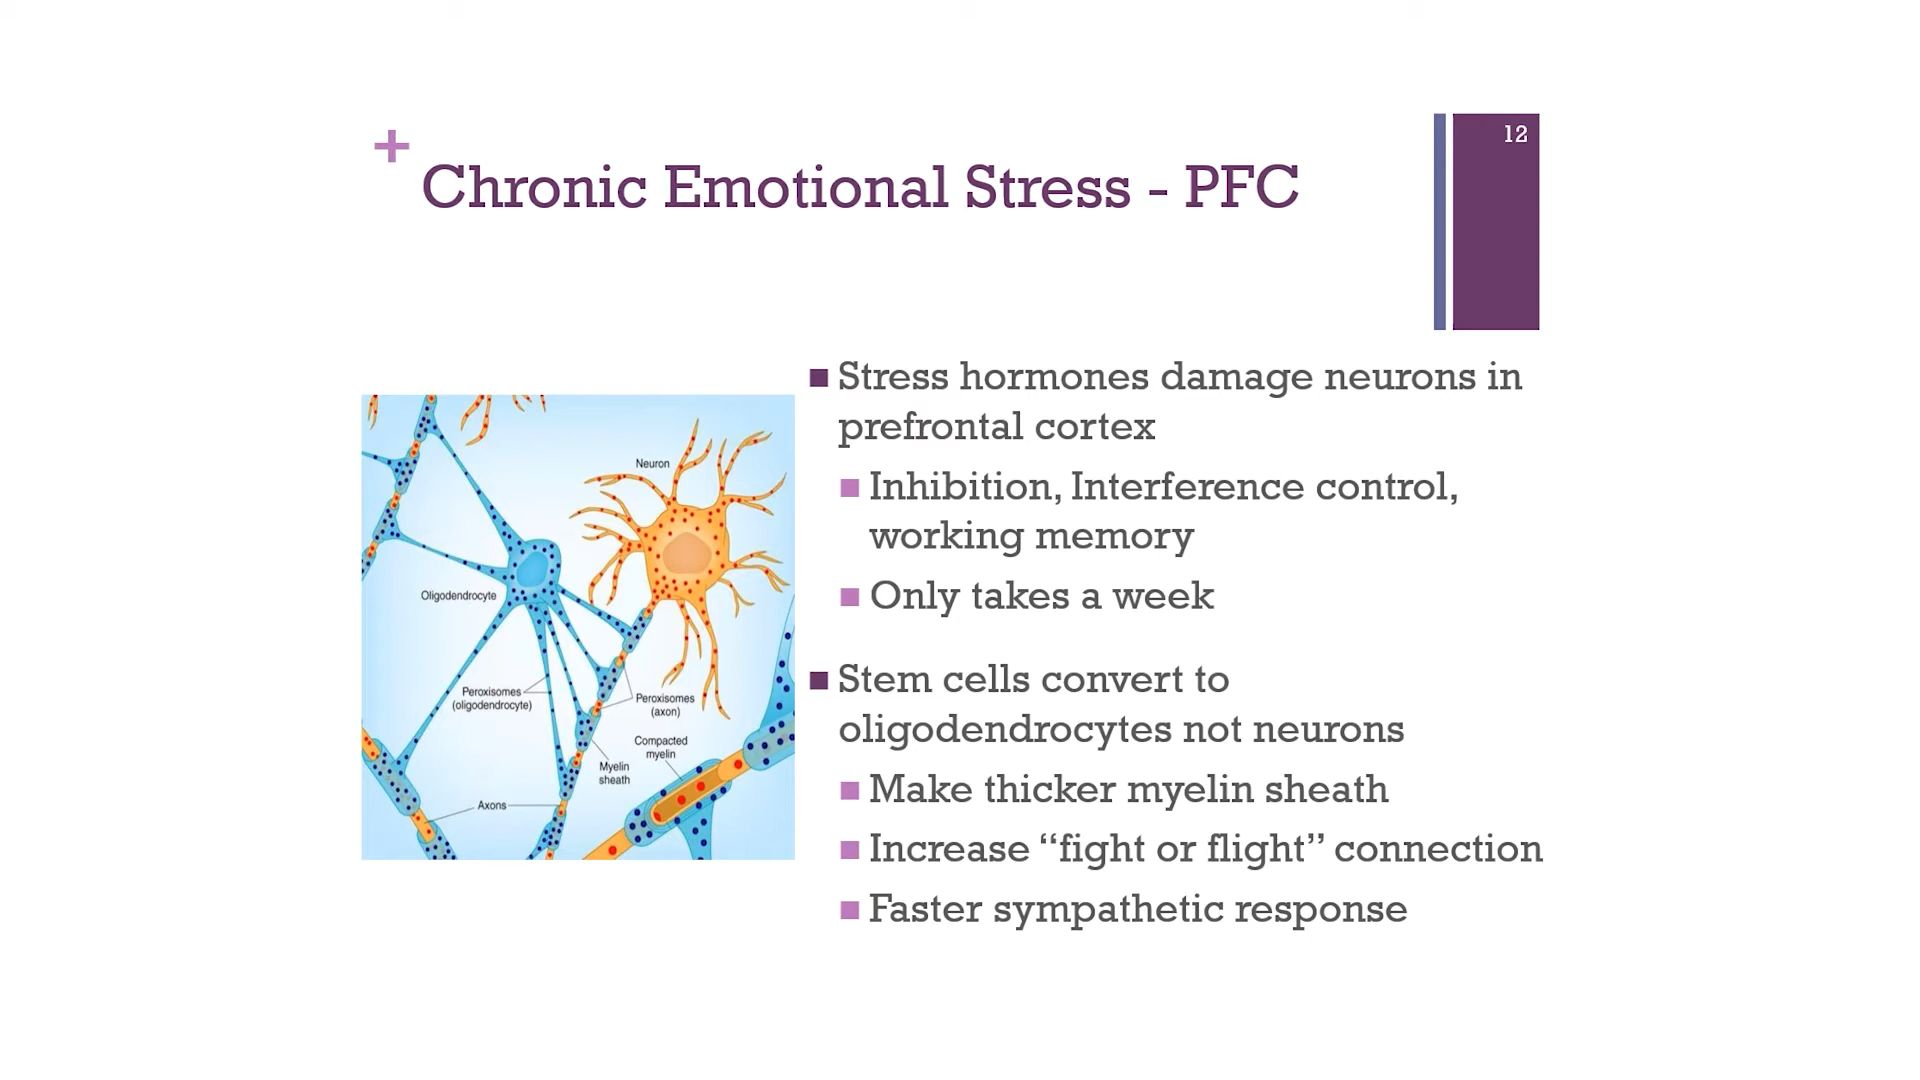 +
12
Chronic Emotional Stress - PFC
Neuron
Oligodendrocyte
Peroxisomes
(oligodendrocyte)
Peroxisomes
(axon)
Compacted
myelin
Myelin
sheath
Axons
Stress hormones damage neurons in
prefrontal cortex
Inhibition, Interference control,
working memory
Only takes a week
Stem cells convert to
oligodendrocytes not neurons
Make thicker myelin sheath
Increase “fight or flight” connection
Faster sympathetic response